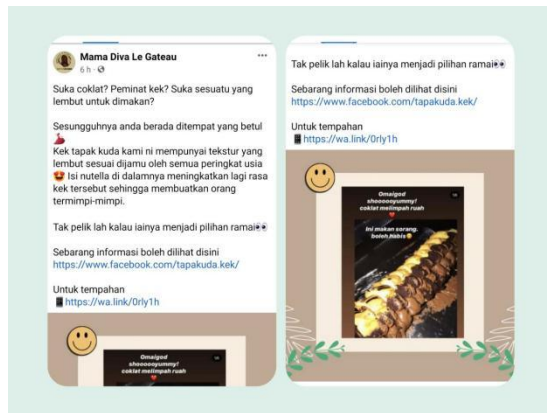 Mama Diva Le Gateau
6 h
Suka coklat? Peminat kek? Suka sesuatu yang
lembut untuk dimakan?
Sesungguhnya anda berada ditempat yang betul
Kek tapak kuda kami ni mempunyai tekstur yang
lembut sesuai dijamu oleh semua peringkat usia
Isi nutella di dalamnya meningkatkan lagi rasa
kek tersebut sehingga membuatkan orang
termimpi-mimpi.
Tak pelik lah kalau iainya menjadi pilihan ramai
Sebarang informasi boleh dilihat disini
https://www.facebook.com/tapakuda.kek/
Untuk tempahan
https://wa.link/0rly1h
Omaigod
shoooooyummy!
coklat melimpah ruah
Tak pelik lah kalau iainya menjadi pilihan ramai
Sebarang informasi boleh dilihat disini
https://www.facebook.com/tapakuda.kek/
Untuk tempahan
https://wa.link/0rly1h
Omaigod
shoooooyummy!
coklat melimpah ruah
Ini makan sorang.
boleh habis